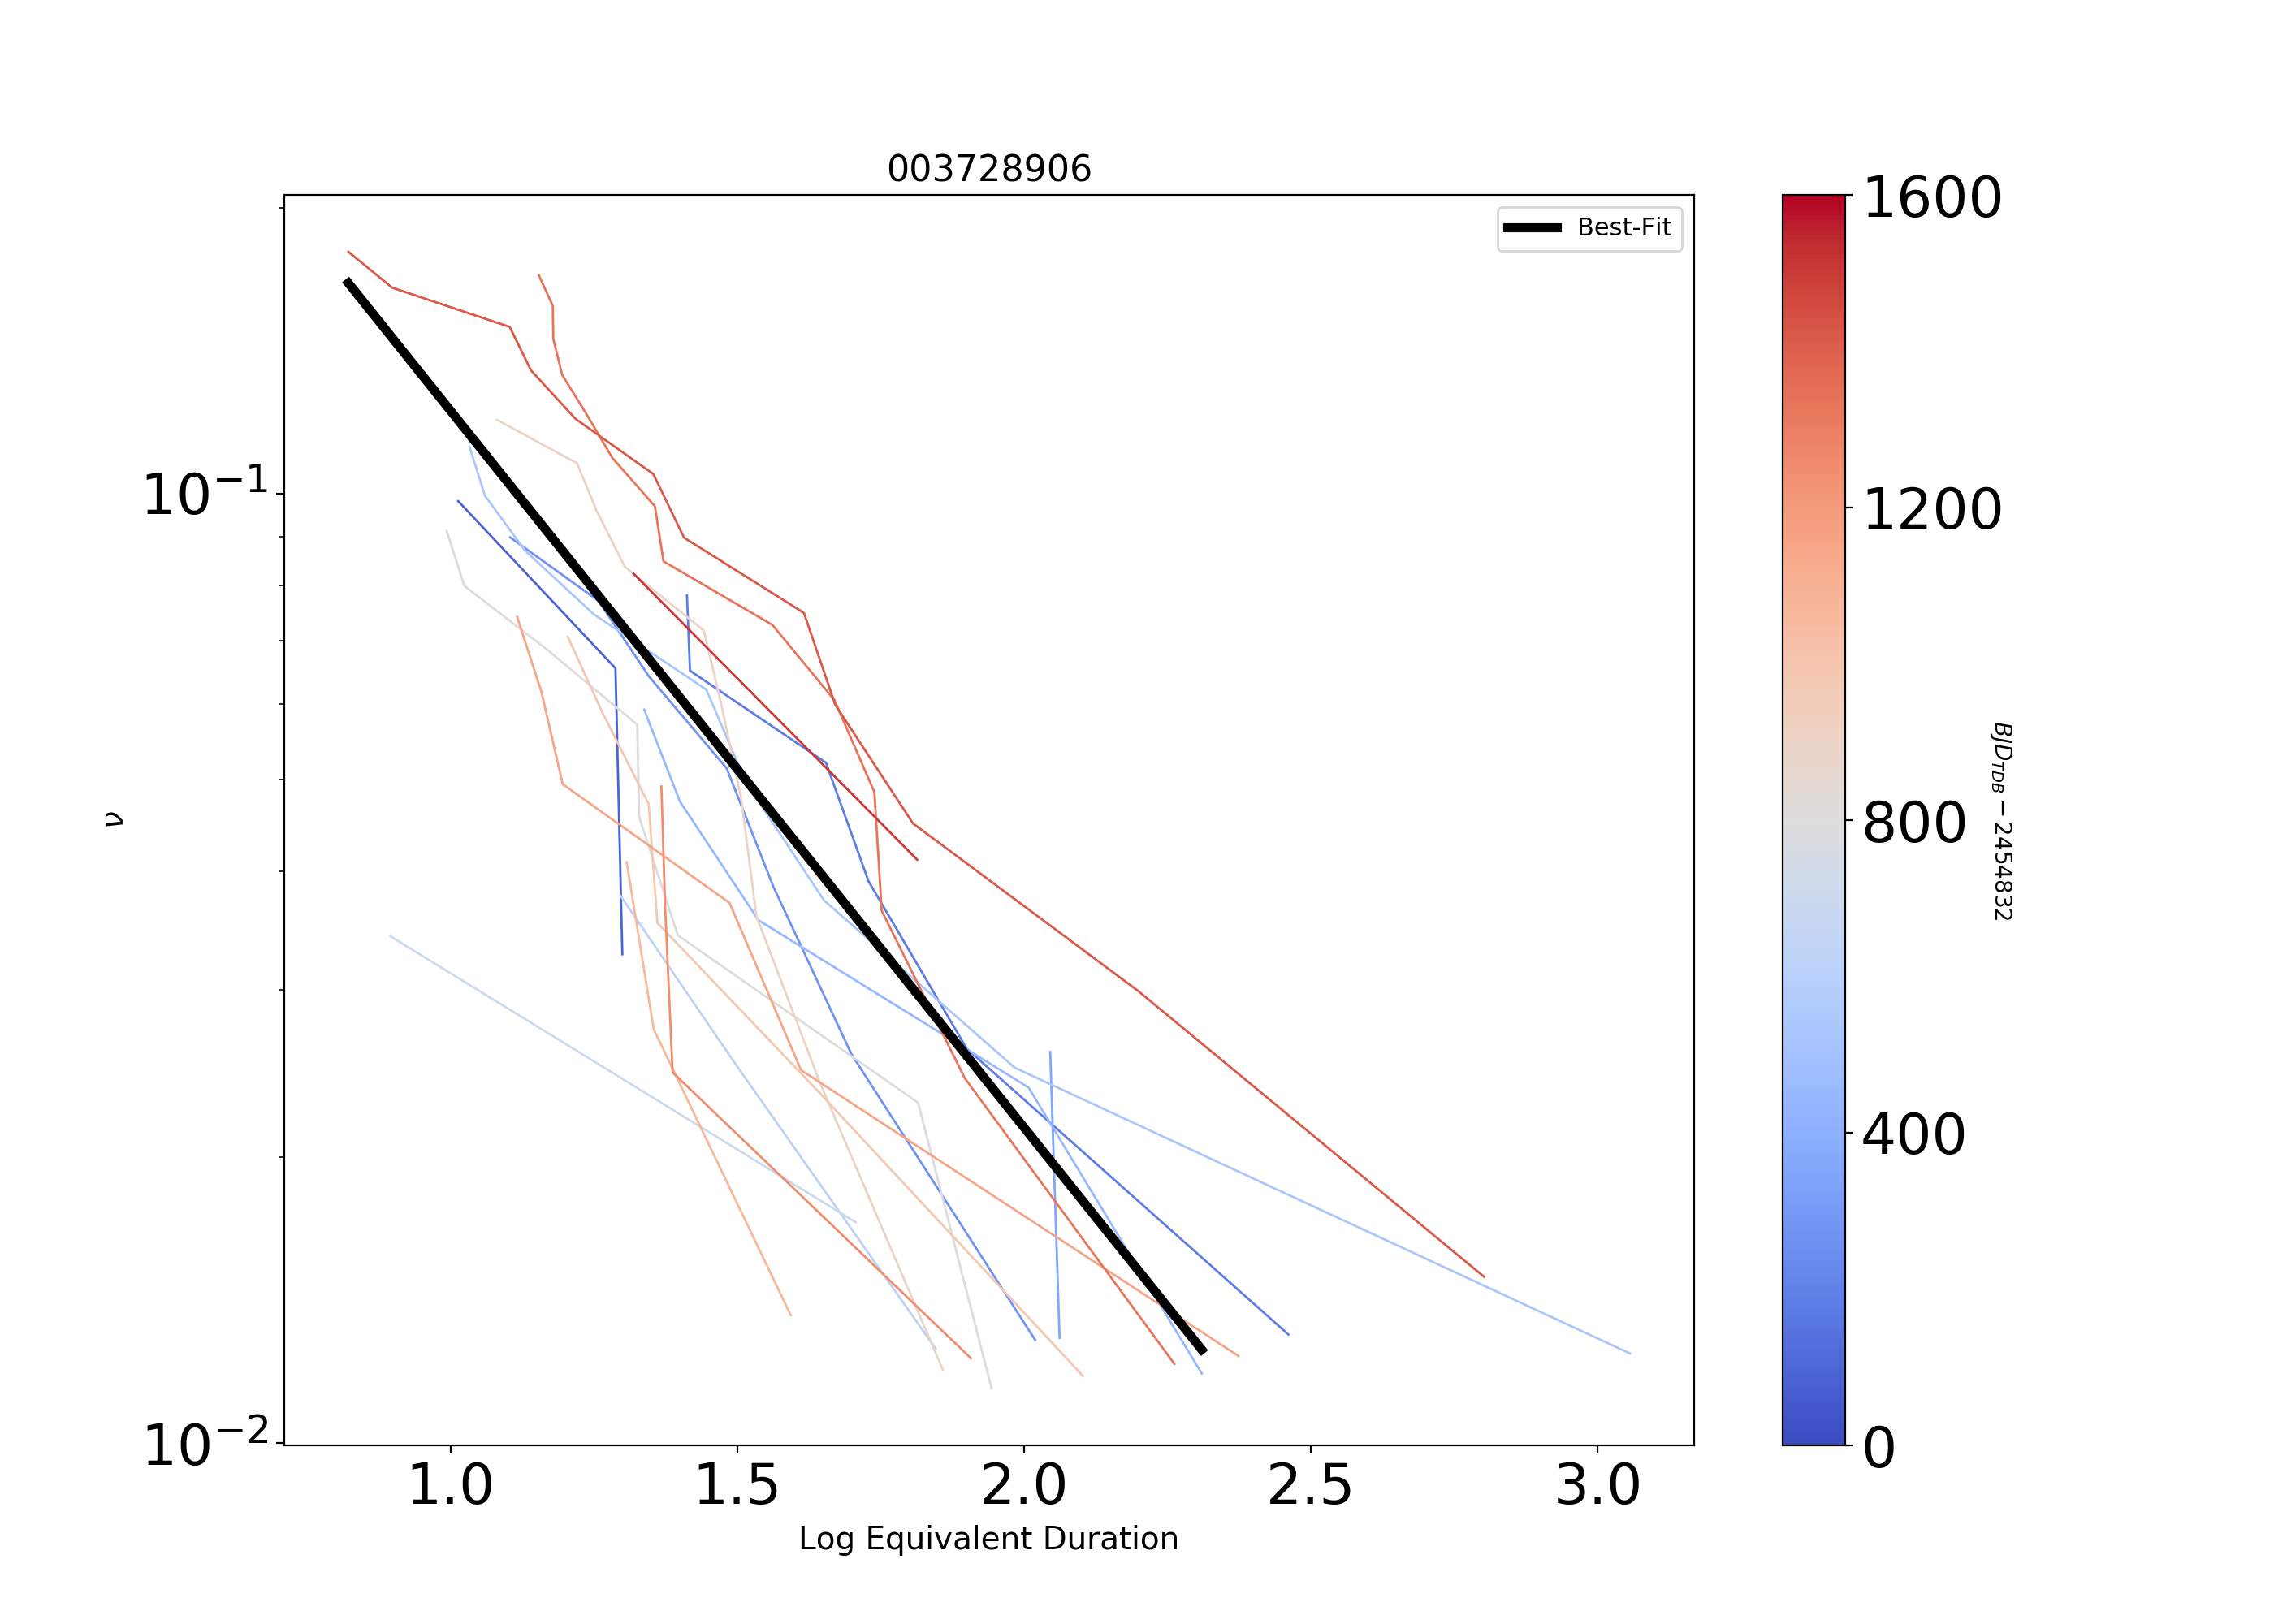 003728906
Best-Fit
10⁻¹
10⁻²
ν
1.0 1.5 2.0 2.5 3.0
Log Equivalent Duration
1600
1200
800
400
0
BJD_TDB − 2454832